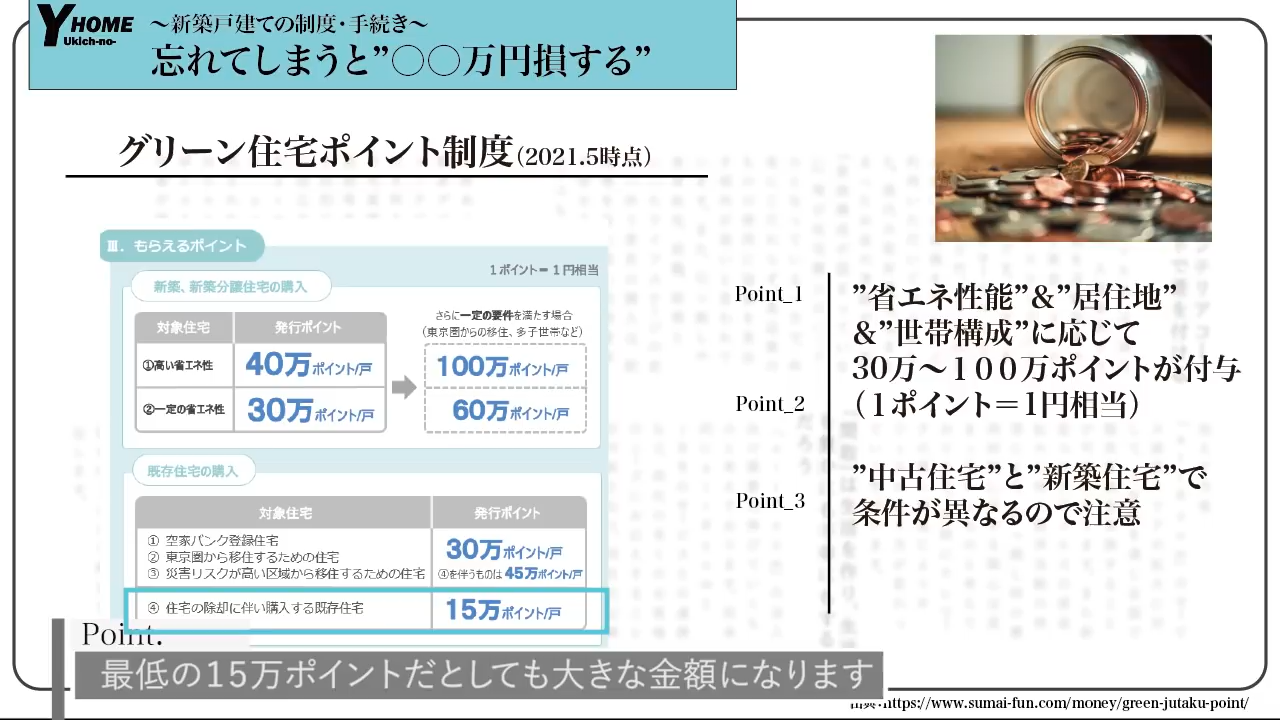 YHOME
Ukich-no-
～新築戸建ての制度・手続き～
忘れてしまうと”〇〇万円損する”
グリーン住宅ポイント制度（2021.5時点）
Ⅲ．もらえるポイント
1ポイント＝1円相当
新築、新築分譲住宅の購入
対象住宅
発行ポイント
さらに一定の要件を満たす場合
（東京圏からの移住、多子世帯など）
①高い省エネ性
40万ポイント/戸
100万ポイント/戸
②一定の省エネ性
30万ポイント/戸
60万ポイント/戸
既存住宅の購入
対象住宅
発行ポイント
① 空家バンク登録住宅
② 東京圏から移住するための住宅
③ 災害リスクが高い区域から移住するための住宅
30万ポイント/戸
④を伴うものは 45万ポイント/戸
④ 住宅の除却に伴い購入する既存住宅
15万ポイント/戸
Point_1
”省エネ性能”＆”居住地”
＆”世帯構成”に応じて
30万～１００万ポイントが付与
（１ポイント＝1円相当）
Point_2
Point_3
”中古住宅”と”新築住宅”で
条件が異なるので注意
Point.
最低の15万ポイントだとしても大きな金額になります
出典:https://www.sumai-fun.com/money/green-jutaku-point/